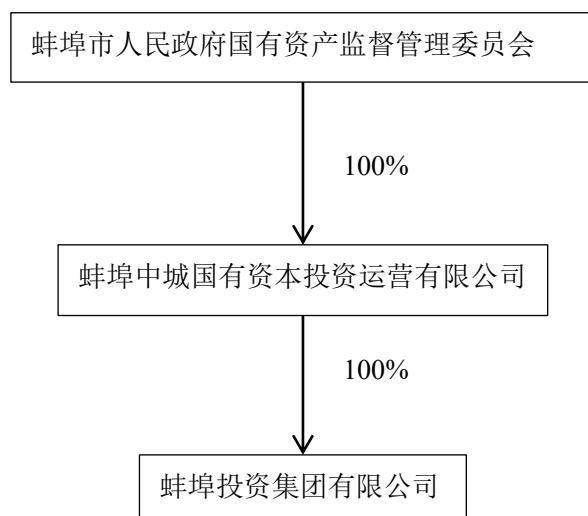 蚌埠市人民政府国有资产监督管理委员会
100%
蚌埠中城国有资本投资运营有限公司
100%
蚌埠投资集团有限公司